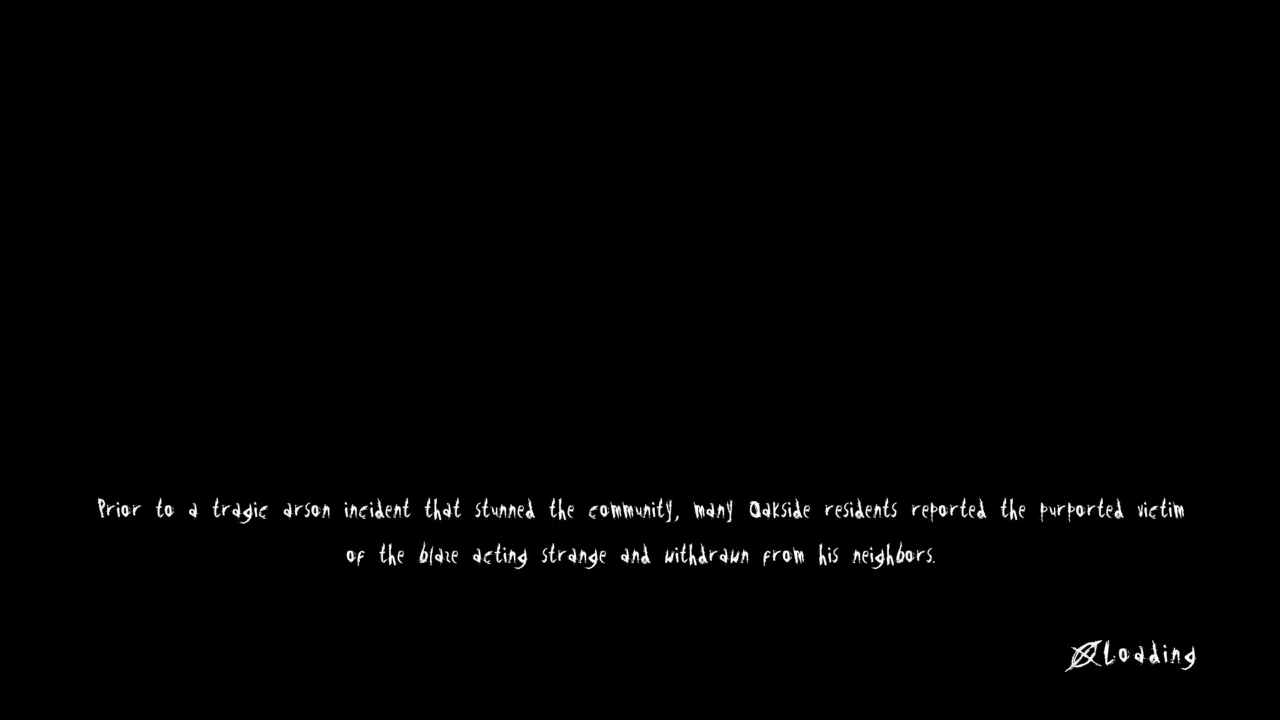 Prior to a tragic arson incident that stunned the community, many Oakside residents reported the purported victim
of the blaze acting strange and withdrawn from his neighbors.
Loading